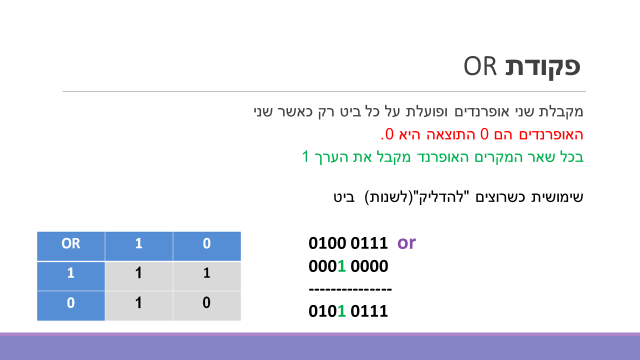 פקודת OR
מקבלת שני אופרנדים ופועלת על כל ביט רק כאשר שני
האופרנדים הם 0 התוצאה היא 0.
בכל שאר המקרים האופרנד מקבל את הערך 1
שימושית כשרוצים "להדליק"(לשנות) ביט
0100 0111 or
0001 0000
---------------
0101 0111
OR 1 0
1 1 1
0 1 0